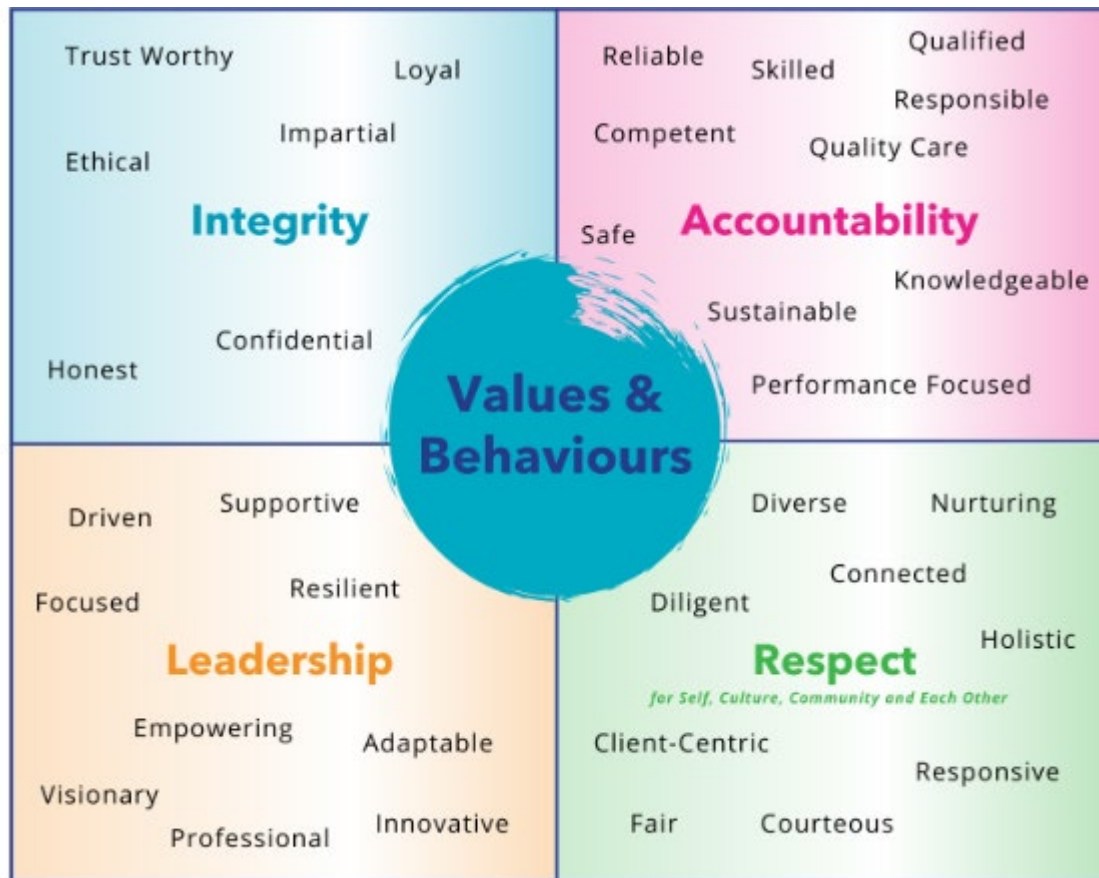 Trust Worthy
Loyal
Impartial
Ethical
Integrity
Confidential
Honest
Reliable
Skilled
Qualified
Responsible
Competent
Quality Care
Safe
Accountability
Knowledgeable
Sustainable
Performance Focused
Values &
Behaviours
Driven
Supportive
Focused
Resilient
Leadership
Empowering
Adaptable
Visionary
Professional
Innovative
Diverse
Nurturing
Connected
Diligent
Holistic
Respect
for Self, Culture, Community and Each Other
Client-Centric
Responsive
Fair
Courteous